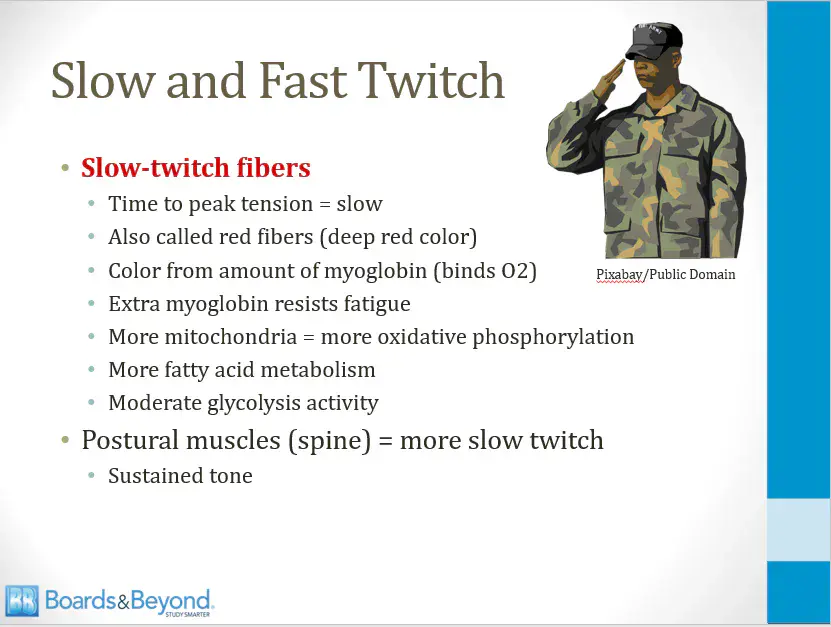 Slow and Fast Twitch
• Slow-twitch fibers
• Time to peak tension = slow
• Also called red fibers (deep red color)
• Color from amount of myoglobin (binds O2)
• Extra myoglobin resists fatigue
• More mitochondria = more oxidative phosphorylation
• More fatty acid metabolism
• Moderate glycolysis activity
• Postural muscles (spine) = more slow twitch
• Sustained tone
Pixabay/Public Domain
BB Boards&Beyond.
STUDY SMARTER